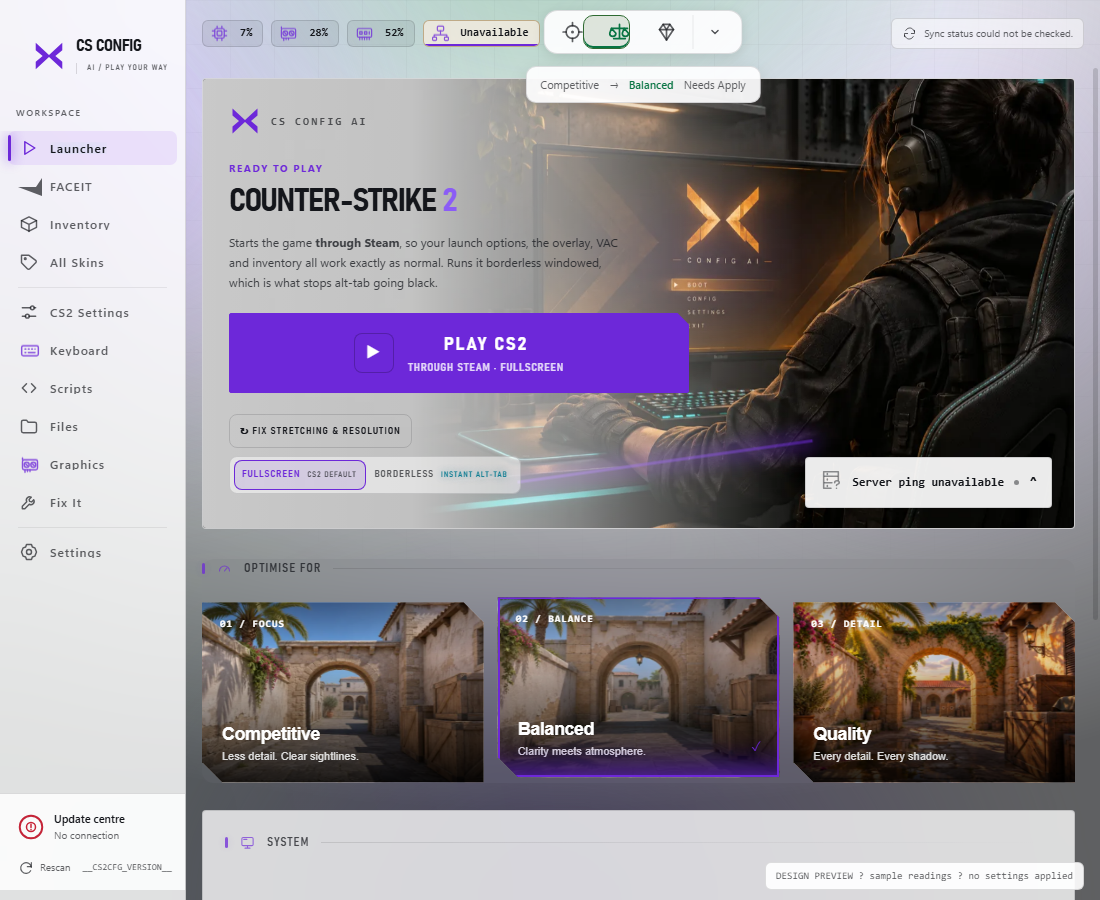 CS CONFIG
AI / PLAY YOUR WAY
7%
28%
52%
Unavailable
Sync status could not be checked.
Competitive → Balanced Needs Apply
WORKSPACE
Launcher
FACEIT
Inventory
All Skins
CS2 Settings
Keyboard
Scripts
Files
Graphics
Fix It
Settings
Update centre
No connection
Rescan
__CS2CFG_VERSION__
CS CONFIG AI
READY TO PLAY
COUNTER-STRIKE 2
Starts the game through Steam, so your launch options, the overlay, VAC
and inventory all work exactly as normal. Runs it borderless windowed,
which is what stops alt-tab going black.
PLAY CS2
THROUGH STEAM · FULLSCREEN
↻ FIX STRETCHING & RESOLUTION
FULLSCREEN CS2 DEFAULT BORDERLESS INSTANT ALT-TAB
CONFIG AI
BOOT
CONFIG
SETTINGS
Server ping unavailable
OPTIMISE FOR
01 / FOCUS
Competitive
Less detail. Clear sightlines.
02 / BALANCE
Balanced
Clarity meets atmosphere.
03 / DETAIL
Quality
Every detail. Every shadow.
SYSTEM
DESIGN PREVIEW ? sample readings ? no settings applied